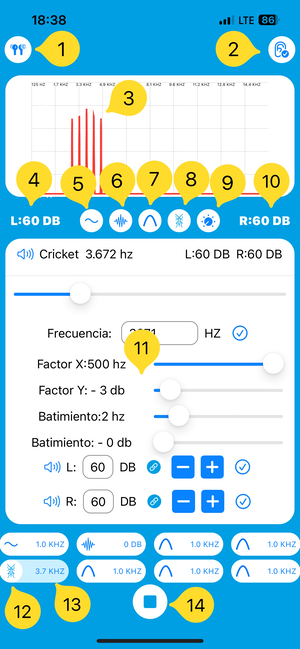 18:38 LTE 86
1 2
125 HZ 1.7 KHZ 3.3 KHZ 4.9 KHZ 8.1 KHZ 9.6 KHZ 11.2 KHZ 12.8 KHZ 14.4 KHZ
3
4 5 6 7 8 9 10
L:60 DB R:60 DB
Cricket 3.672 hz L:60 DB R:60 DB
Frecuencia: HZ
11
Factor X:500 hz
Factor Y: - 3 db
Batimiento:2 hz
Batimiento: - 0 db
L: 60 DB
R: 60 DB
1.0 KHZ 0 DB 1.0 KHZ 1.0 KHZ
3.7 KHZ 1.0 KHZ 1.0 KHZ 1.0 KHZ
12 13 14